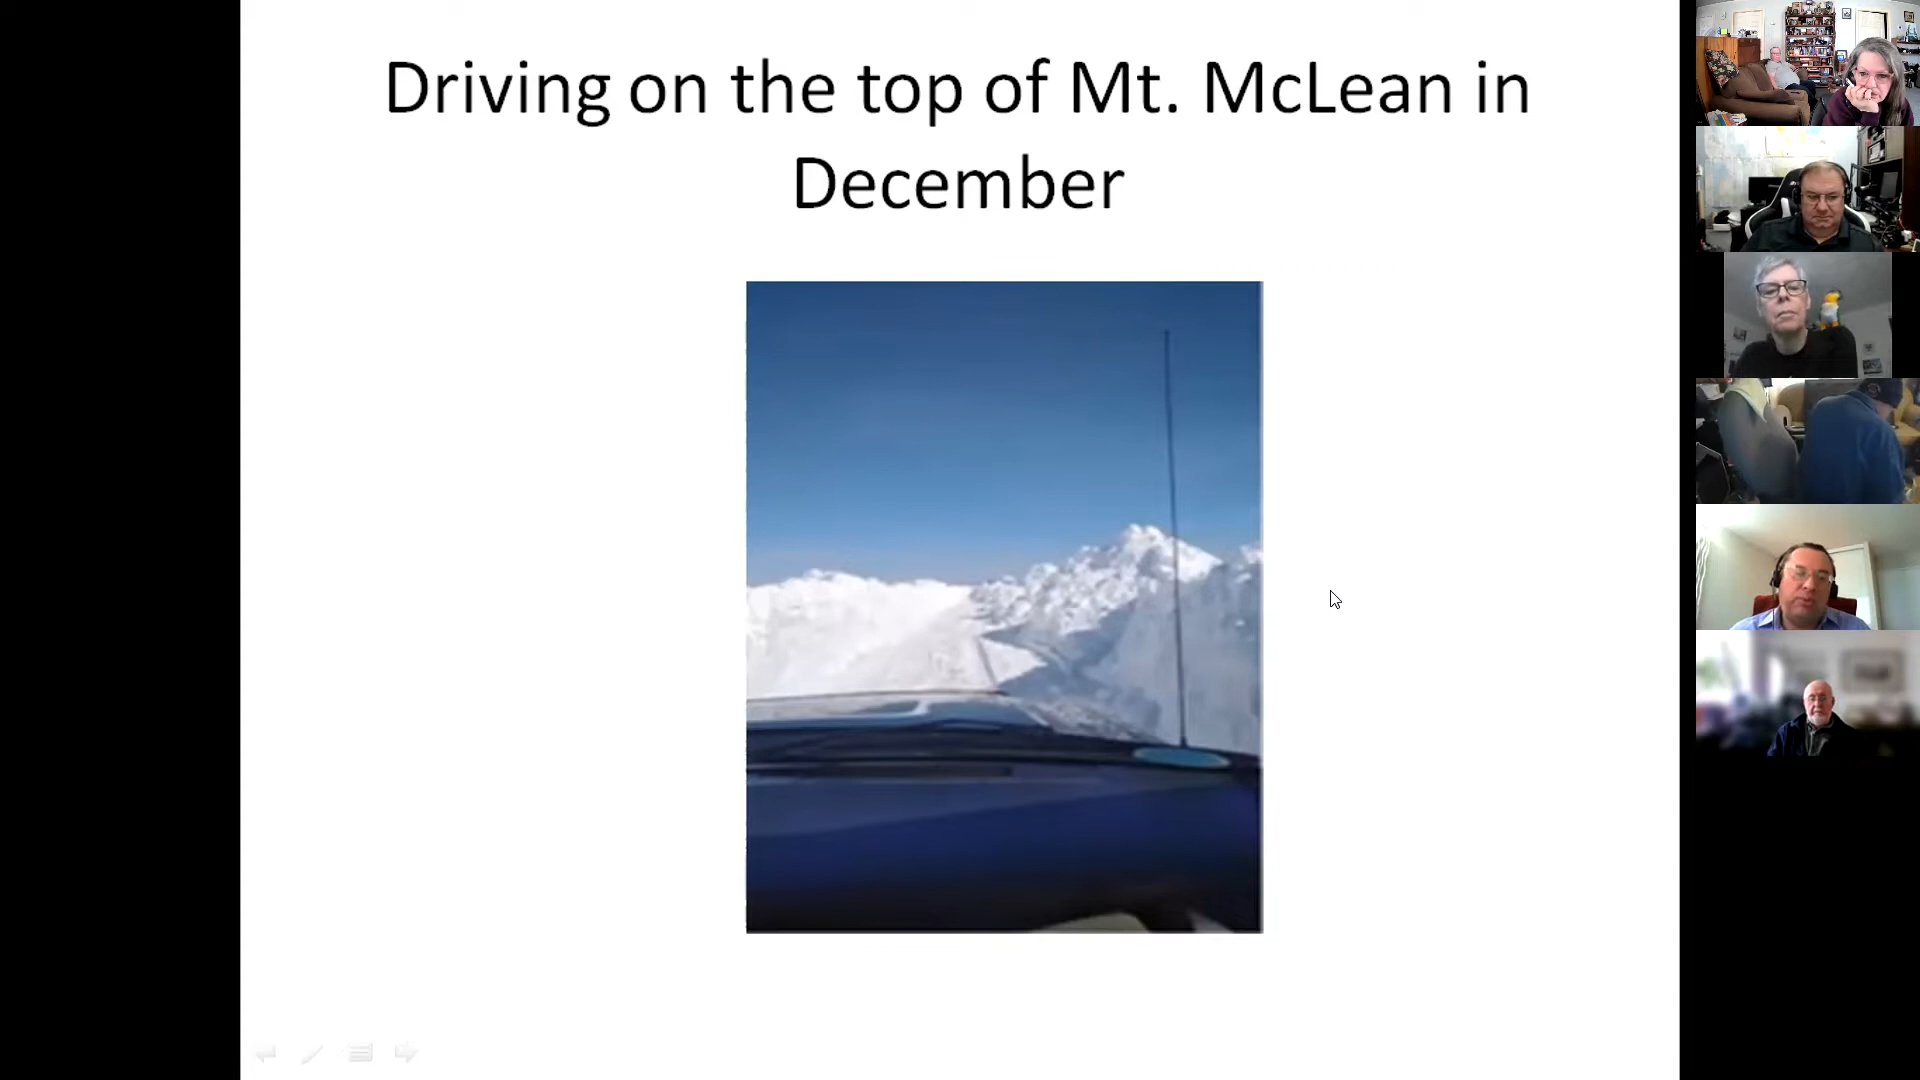 Driving on the top of Mt. McLean in
December